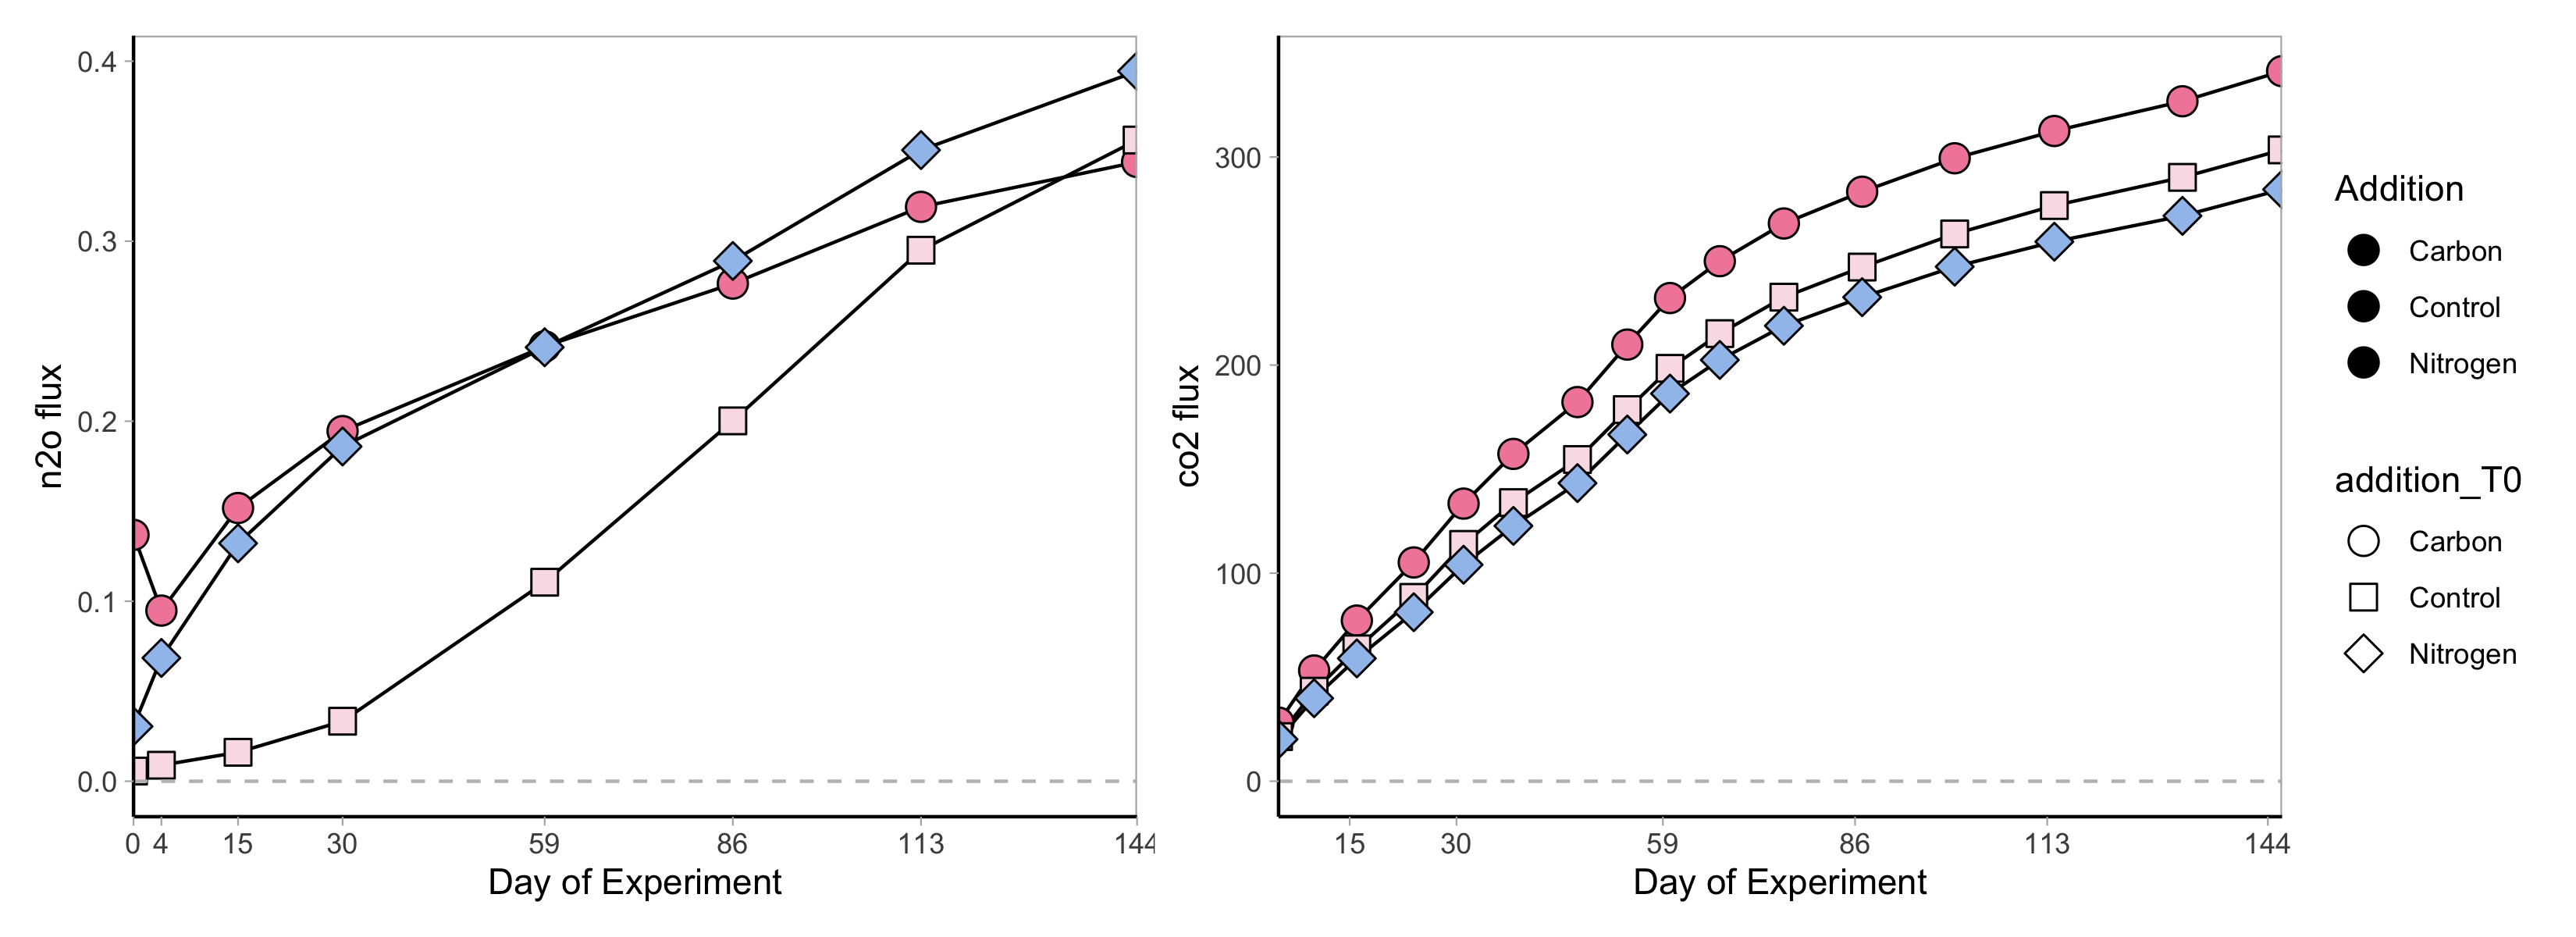 n2o flux
0.4
0.3
0.2
0.1
0.0
0 4 15 30 59 86 113 144
Day of Experiment
co2 flux
300
200
100
0
15 30 59 86 113 144
Day of Experiment
Addition
Carbon
Control
Nitrogen
addition_T0
Carbon
Control
Nitrogen